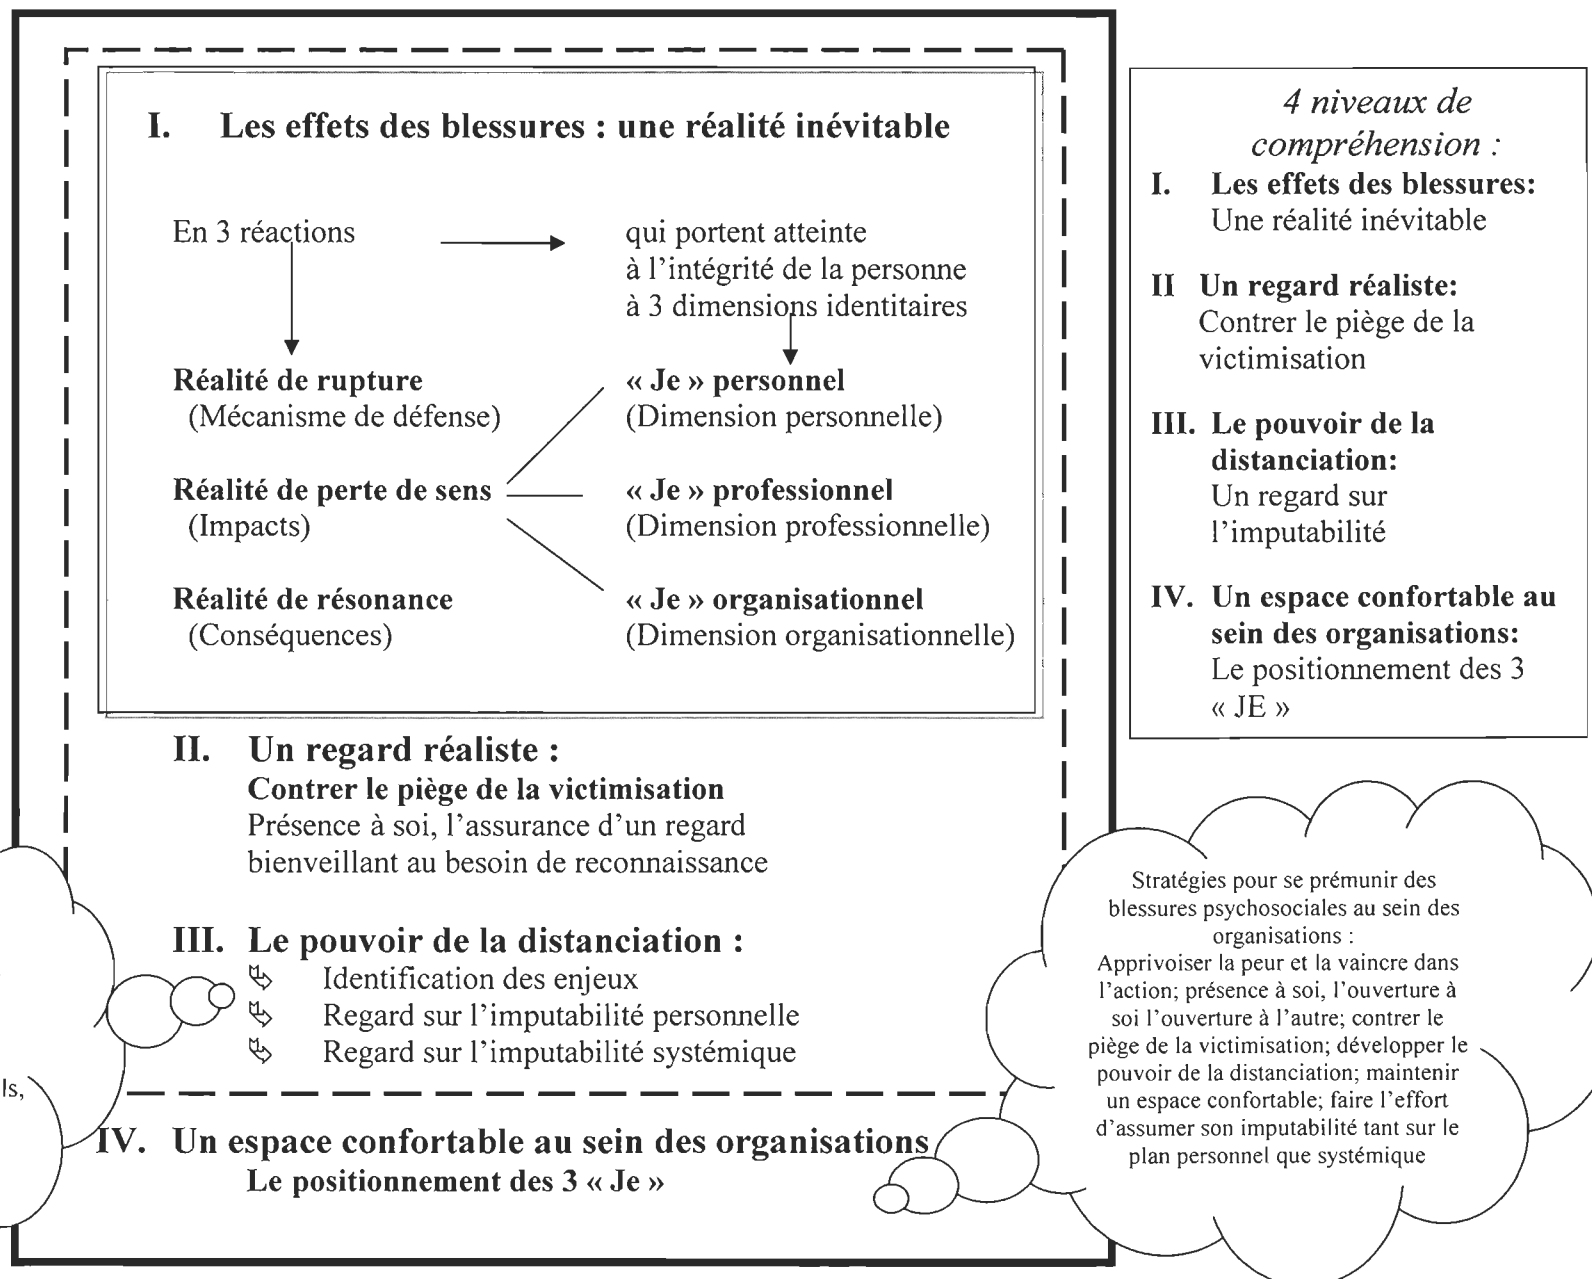 I. Les effets des blessures : une réalité inévitable
En 3 réactions
qui portent atteinte
à l'intégrité de la personne
à 3 dimensions identitaires
Réalité de rupture
(Mécanisme de défense)
« Je » personnel
(Dimension personnelle)
Réalité de perte de sens
(Impacts)
« Je » professionnel
(Dimension professionnelle)
Réalité de résonance
(Conséquences)
« Je » organisationnel
(Dimension organisationnelle)
II. Un regard réaliste :
Contrer le piège de la victimisation
Présence à soi, l'assurance d'un regard
bienveillant au besoin de reconnaissance
III. Le pouvoir de la distanciation :
Identification des enjeux
Regard sur l'imputabilité personnelle
Regard sur l'imputabilité systémique
ls,
IV. Un espace confortable au sein des organisations
Le positionnement des 3 « Je »
4 niveaux de
compréhension :
I. Les effets des blessures:
Une réalité inévitable
II Un regard réaliste:
Contrer le piège de la
victimisation
III. Le pouvoir de la
distanciation:
Un regard sur
l'imputabilité
IV. Un espace confortable au
sein des organisations:
Le positionnement des 3
« JE »
Stratégies pour se prémunir des
blessures psychosociales au sein des
organisations :
Apprivoiser la peur et la vaincre dans
l'action; présence à soi, l'ouverture à
soi l'ouverture à l'autre; contrer le
piège de la victimisation; développer le
pouvoir de la distanciation; maintenir
un espace confortable; faire l'effort
d'assumer son imputabilité tant sur le
plan personnel que systémique